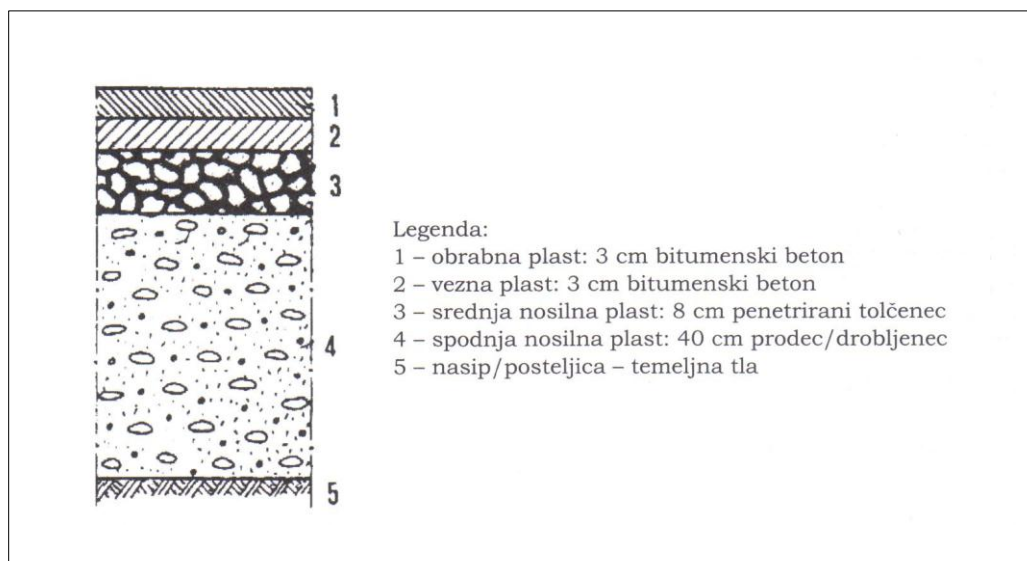 1
2
3
4
5
Legenda:
1 – obrabna plast: 3 cm bitumenski beton
2 – vezna plast: 3 cm bitumenski beton
3 – srednja nosilna plast: 8 cm penetrirani tolčenec
4 – spodnja nosilna plast: 40 cm prodec/drobljenec
5 – nasip/posteljica – temeljna tla